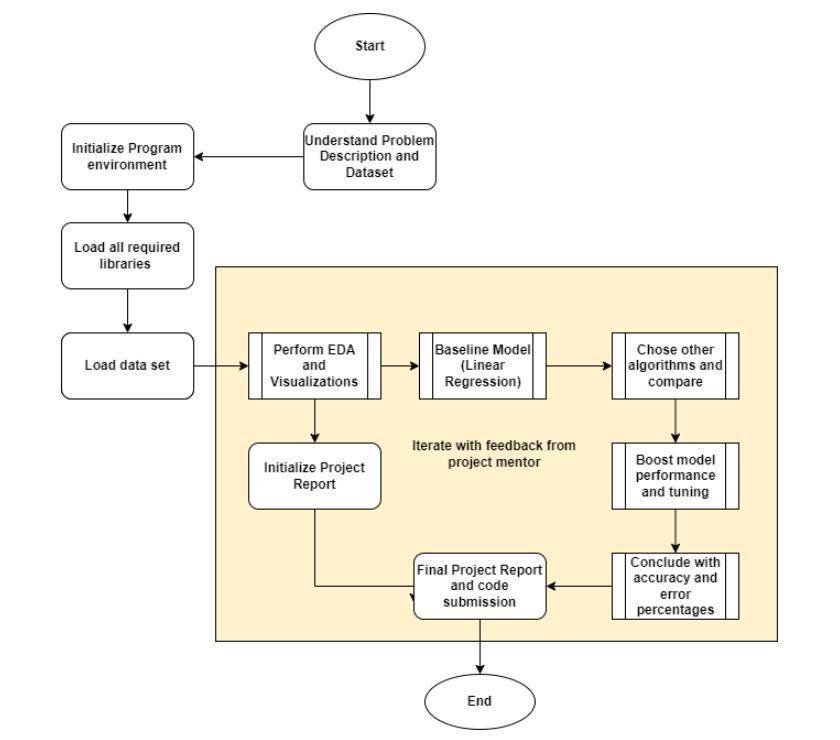 Start
Understand Problem
Description and
Dataset
Initialize Program
environment
Load all required
libraries
Load data set
Perform EDA
and
Visualizations
Baseline Model
(Linear
Regression)
Chose other
algorithms and
compare
Initialize Project
Report
Iterate with feedback from
project mentor
Boost model
performance
and tuning
Conclude with
accuracy and
error
percentages
Final Project Report
and code
submission
End